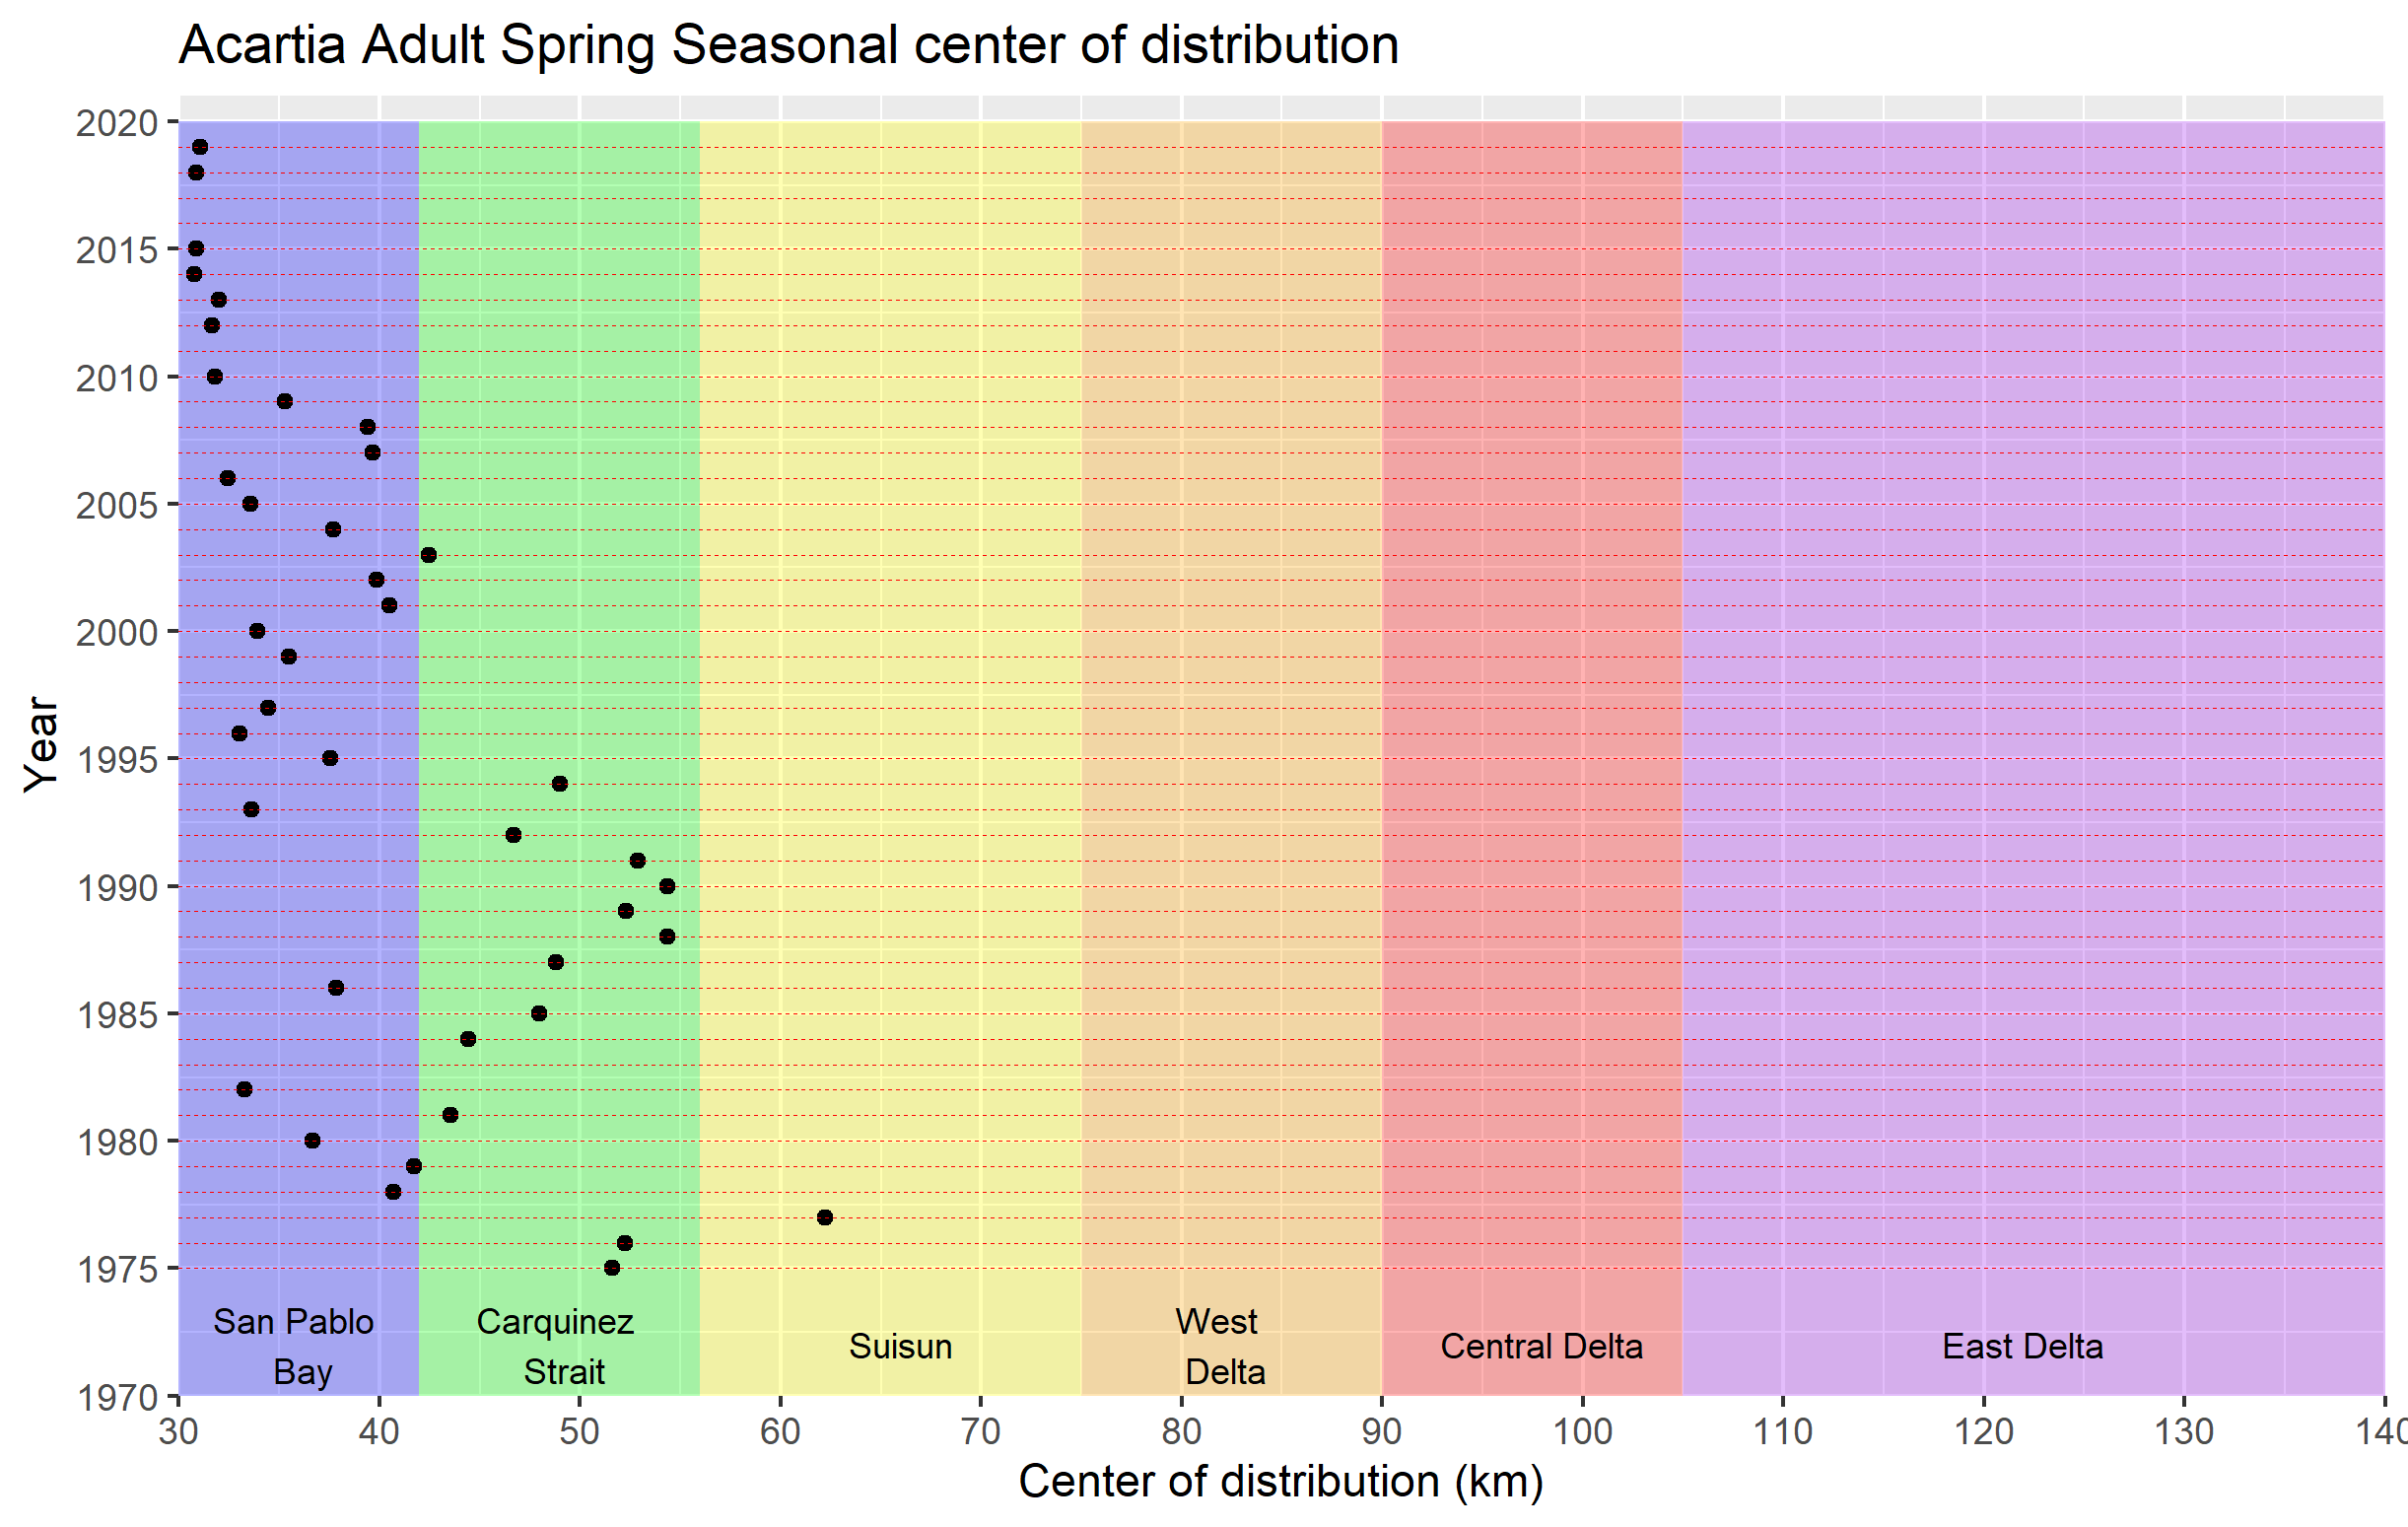 Acartia Adult Spring Seasonal center of distribution
2020
2015
2010
2005
2000
1995
1990
1985
1980
1975
1970
Year
San Pablo
Bay
Carquinez
Strait
Suisun
West
Delta
Central Delta
East Delta
30 40 50 60 70 80 90 100 110 120 130 140
Center of distribution (km)